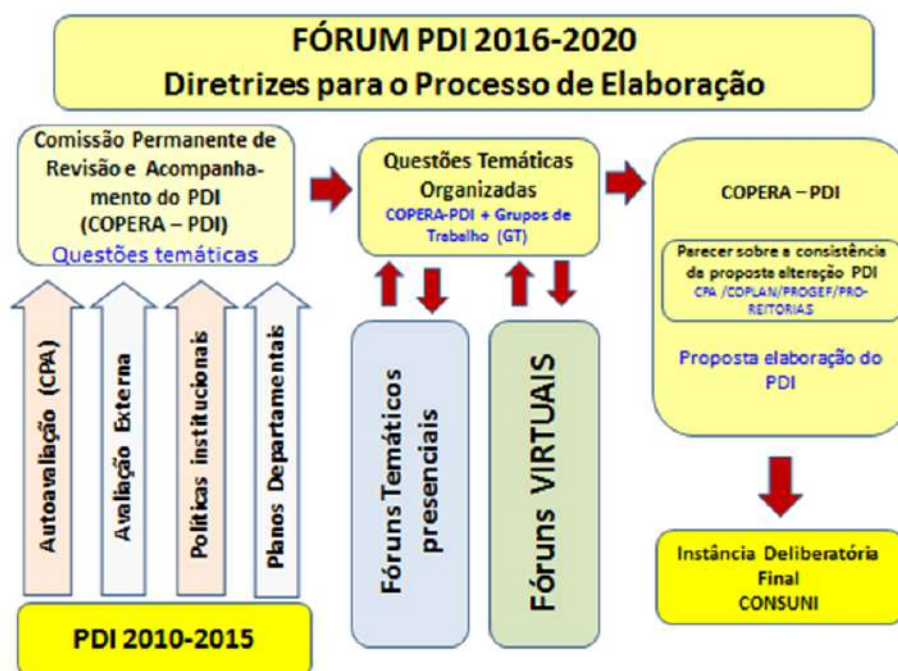 FÓRUM PDI 2016-2020
Diretrizes para o Processo de Elaboração
Comissão Permanente de
Revisão e Acompanha-
mento do PDI
(COPERA – PDI)
Questões temáticas
Questões Temáticas
Organizadas
COPERA-PDI + Grupos de
Trabalho (GT)
COPERA – PDI
Parecer sobre a consistência
da proposta alteração PDI
CPA /COPLAN/PROGEF/PRO-
REITORIAS
Proposta elaboração do
PDI
Autoavaliação (CPA)
Avaliação Externa
Políticas institucionais
Planos Departamentais
Fóruns Temáticos
presenciais
Fóruns VIRTUAIS
Instância Deliberatória
Final
CONSUNI
PDI 2010-2015